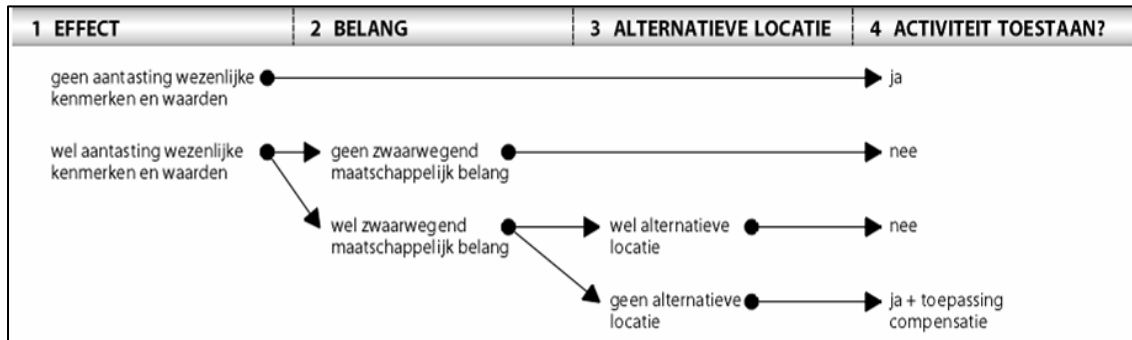 1 EFFECT
2 BELANG
3 ALTERNATIEVE LOCATIE
4 ACTIVITEIT TOESTAAN?
geen aantasting wezenlijke
kenmerken en waarden
ja
wel aantasting wezenlijke
kenmerken en waarden
geen zwaarwegend
maatschappelijk belang
nee
wel zwaarwegend
maatschappelijk belang
wel alternatieve
locatie
nee
geen alternatieve
locatie
ja + toepassing
compensatie